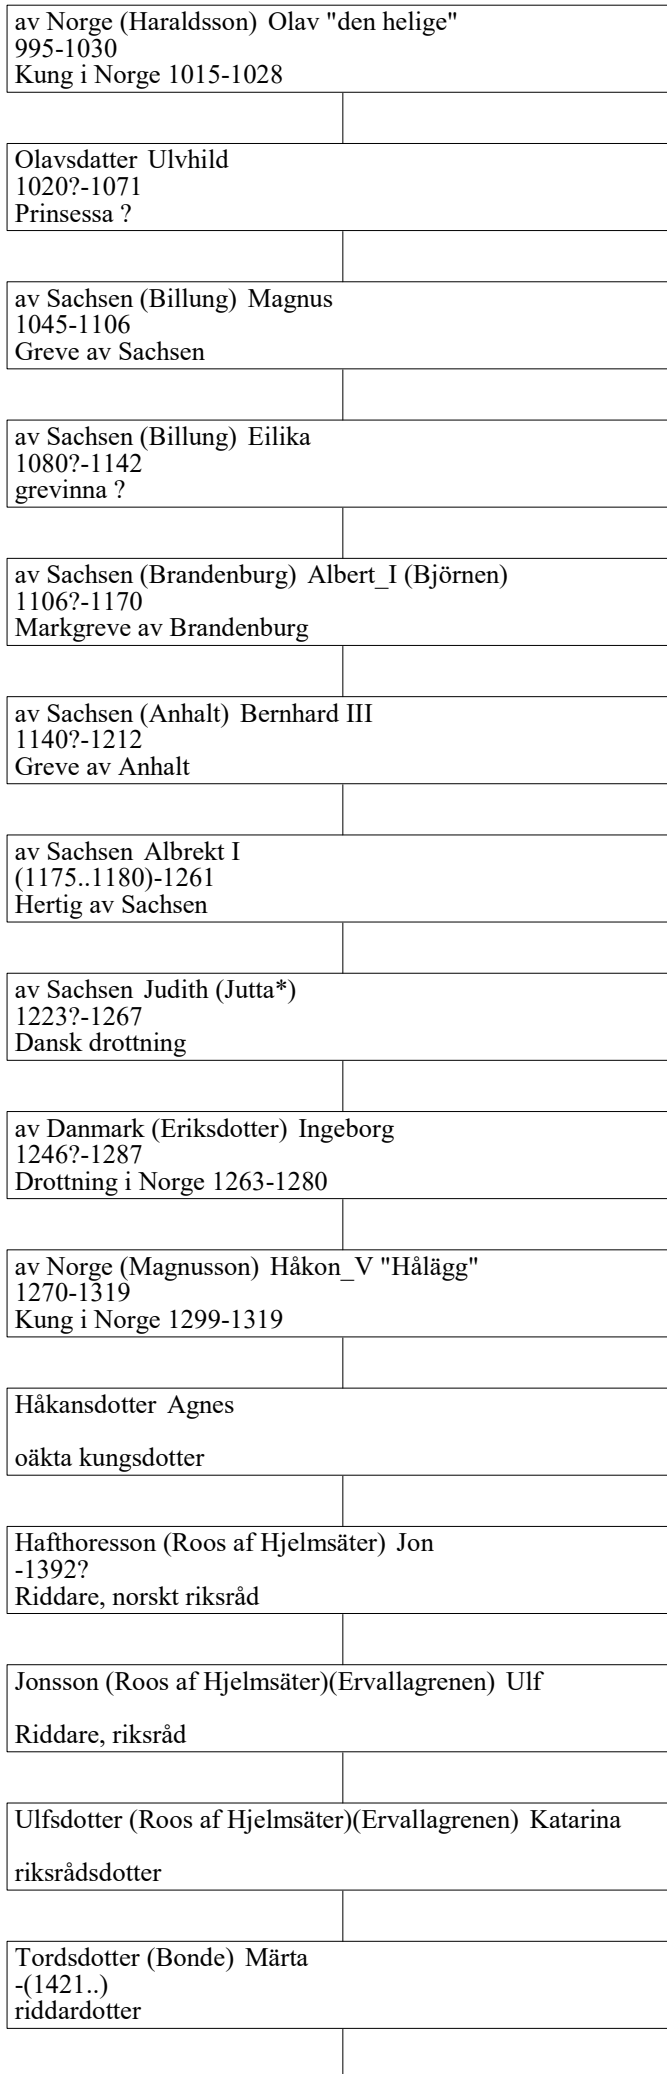 av Norge (Haraldsson) Olav "den helige"
995-1030
Kung i Norge 1015-1028
Olavsdatter Ulvhild
1020?-1071
Prinsessa ?
av Sachsen (Billung) Magnus
1045-1106
Greve av Sachsen
av Sachsen (Billung) Eilika
1080?-1142
grevinna ?
av Sachsen (Brandenburg) Albert_I (Björnen)
1106?-1170
Markgreve av Brandenburg
av Sachsen (Anhalt) Bernhard III
1140?-1212
Greve av Anhalt
av Sachsen Albrekt I
(1175..1180)-1261
Hertig av Sachsen
av Sachsen Judith (Jutta*)
1223?-1267
Dansk drottning
av Danmark (Eriksdotter) Ingeborg
1246?-1287
Drottning i Norge 1263-1280
av Norge (Magnusson) Håkon_V "Hålägg"
1270-1319
Kung i Norge 1299-1319
Håkansdotter Agnes
oäkta kungsdotter
Hafthoresson (Roos af Hjelmsäter) Jon
-1392?
Riddare, norskt riksråd
Jonsson (Roos af Hjelmsäter)(Ervallagrenen) Ulf
Riddare, riksråd
Ulfsdotter (Roos af Hjelmsäter)(Ervallagrenen) Katarina
riksrådsdotter
Tordsdotter (Bonde) Märta
-(1421..)
riddardotter